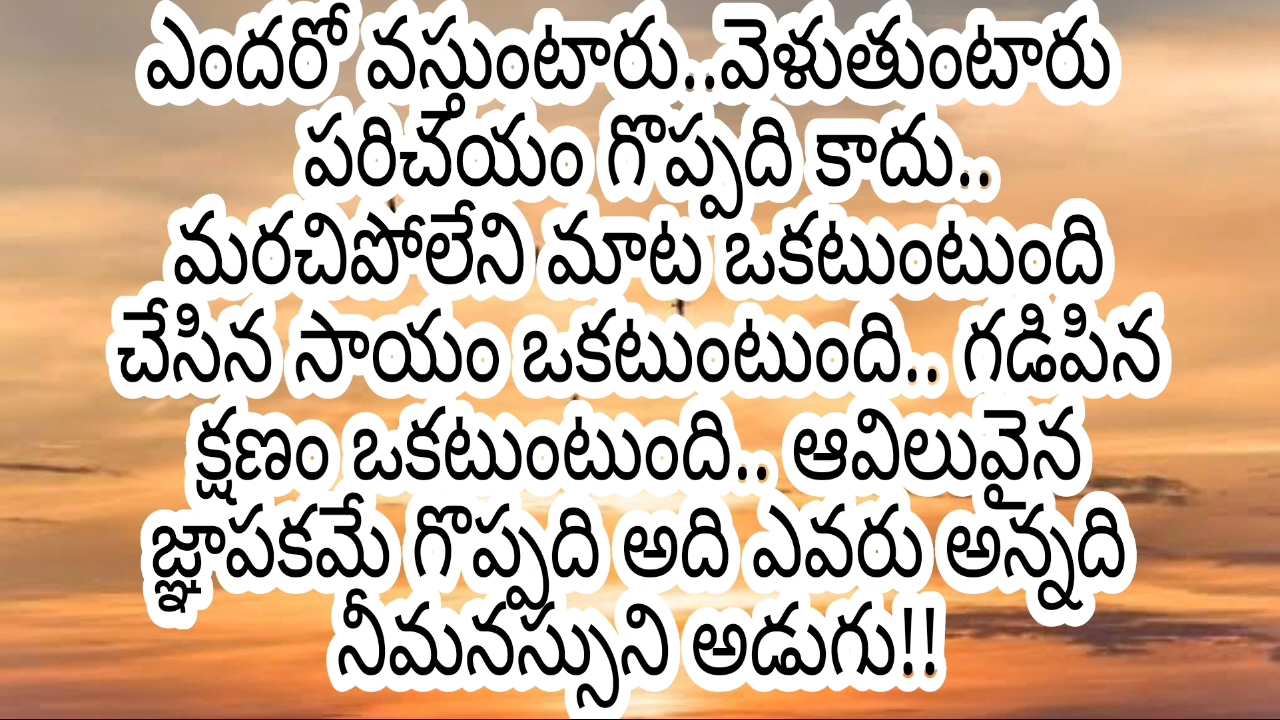 ఎందరో వస్తుంటారు..వెళుతుంటారు
పరిచయం గొప్పది కాదు..
మరచిపోలేని మాట ఒకటుంటుంది
చేసిన సాయం ఒకటుంటుంది.. గడిపిన
క్షణం ఒకటుంటుంది.. ఆవిలువైన
జ్ఞాపకమే గొప్పది అది ఎవరు అన్నది
నీమనస్సుని అడుగు!!